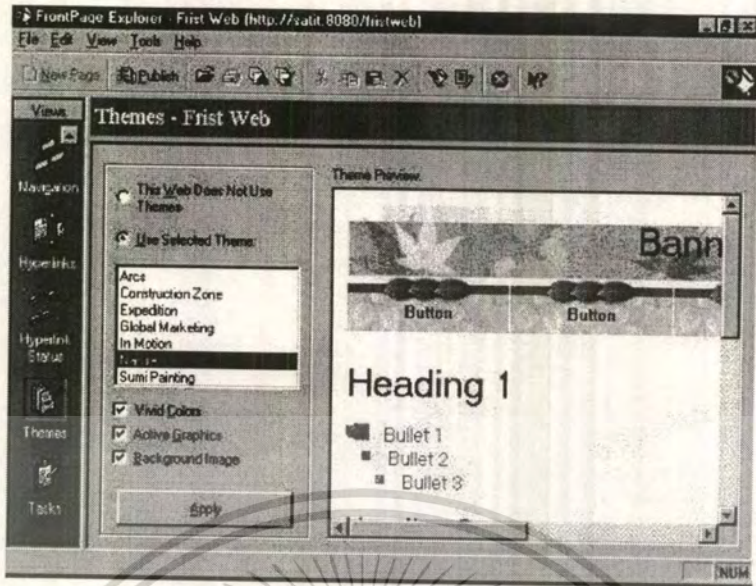 FrontPage Explorer - Frist Web (http://satit:8080/fristweb)
File Edit View Tools Help
New Page Publish
Views
Themes - Frist Web
Navigation
Hyperlinks
Hyperlink
Status
Themes
Tasks
This Web Does Not Use
Themes
Use Selected Theme:
Arcs
Construction Zone
Expedition
Global Marketing
In Motion
Sumi Painting
Vivid Colors
Active Graphics
Background Image
Apply
Theme Preview:
Bann
Button Button
Heading 1
Bullet 1
Bullet 2
Bullet 3
NUM